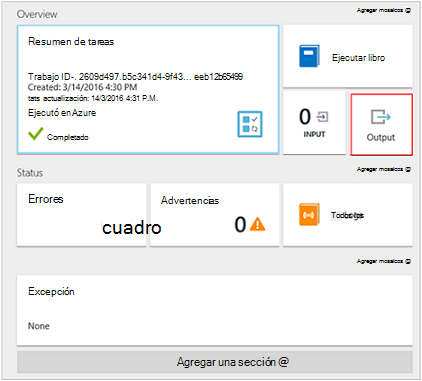 Overview
Agregar mosaicos @
Resumen de tareas
Trabajo ID-. 2609d497.b5c341d4-9f43... eeb12b65499
Created: 3/14/2016 4:30 PM
tats actualización: 14/3/2016 4:31 P.M.
Ejecutó en Azure
Completado
Ejecutar libro
0
INPUT
Output
Status
Agregar mosaicos @
Errores
cuadro
Advertencias
0
Agregar mosaicos @
Excepción
None
Agregar una sección @